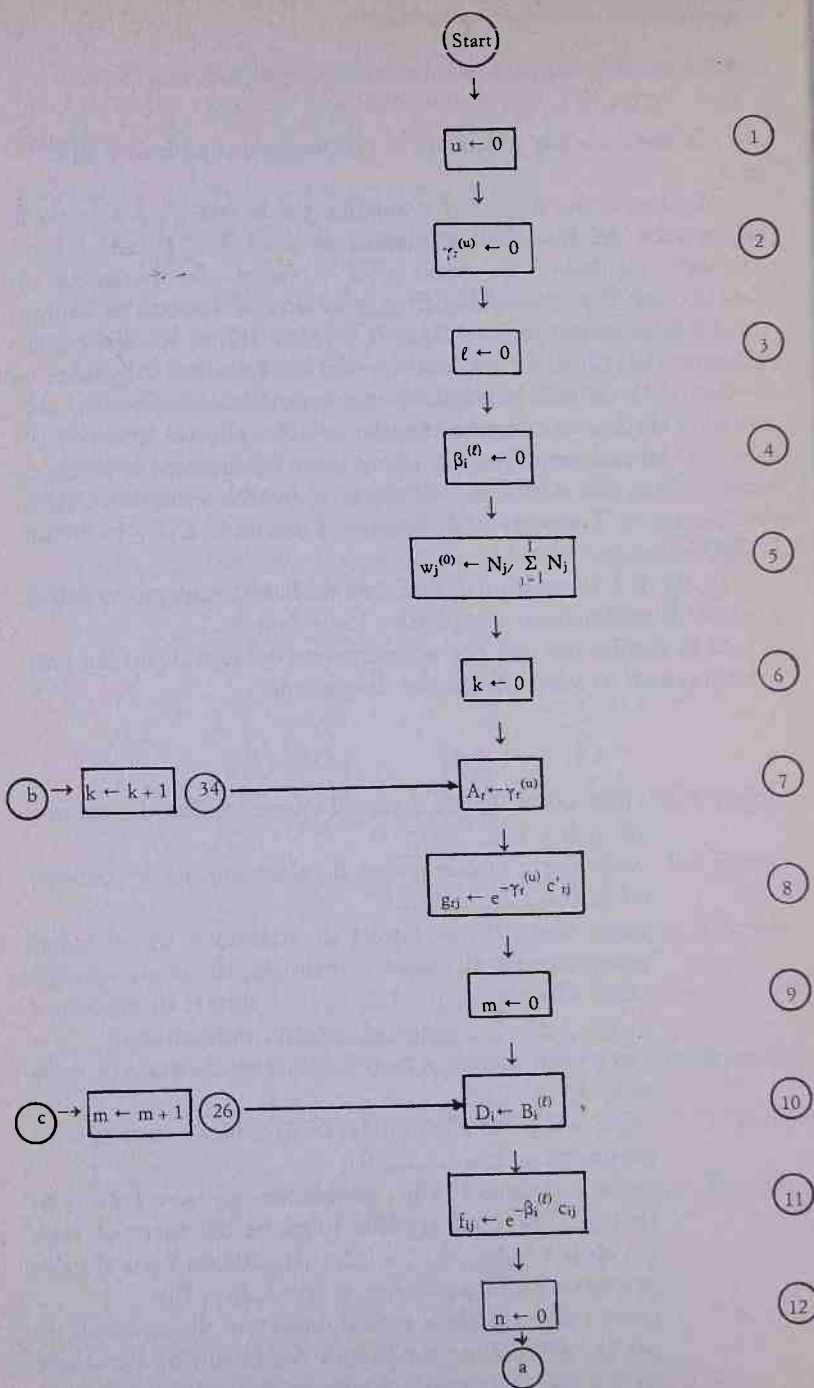 Start
u ← 0 1
γr(u) ← 0 2
ℓ ← 0 3
βi(ℓ) ← 0 4
wj(0) ← Nj/ Σ Nj 5
k ← 0 6
b → k ← k + 1 34 Ar ← γr(u) 7
grj ← e−γr(u) c'rj 8
m ← 0 9
c → m ← m + 1 26 Di ← Bi(ℓ) 10
fij ← e−βi(ℓ) cij 11
n ← 0 12
a